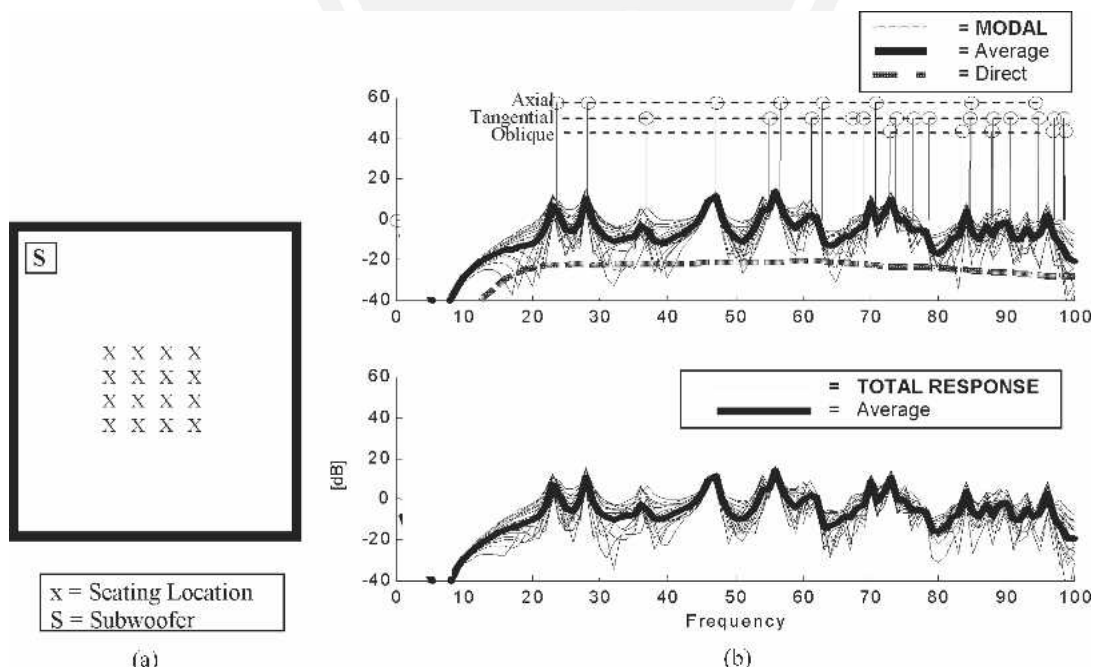 = MODAL
= Average
= Direct
60
Axial
Tangential
40
Oblique
20
0
-20
-40
0 10 20 30 40 50 60 70 80 90 100
S
x x x x
x x x x
x x x x
x x x x
x = Seating Location
S = Subwoofer
(a)
60
= TOTAL RESPONSE
= Average
40
20
[dB]
0
-20
-40
0 10 20 30 40 50 60 70 80 90 100
Frequency
(b)